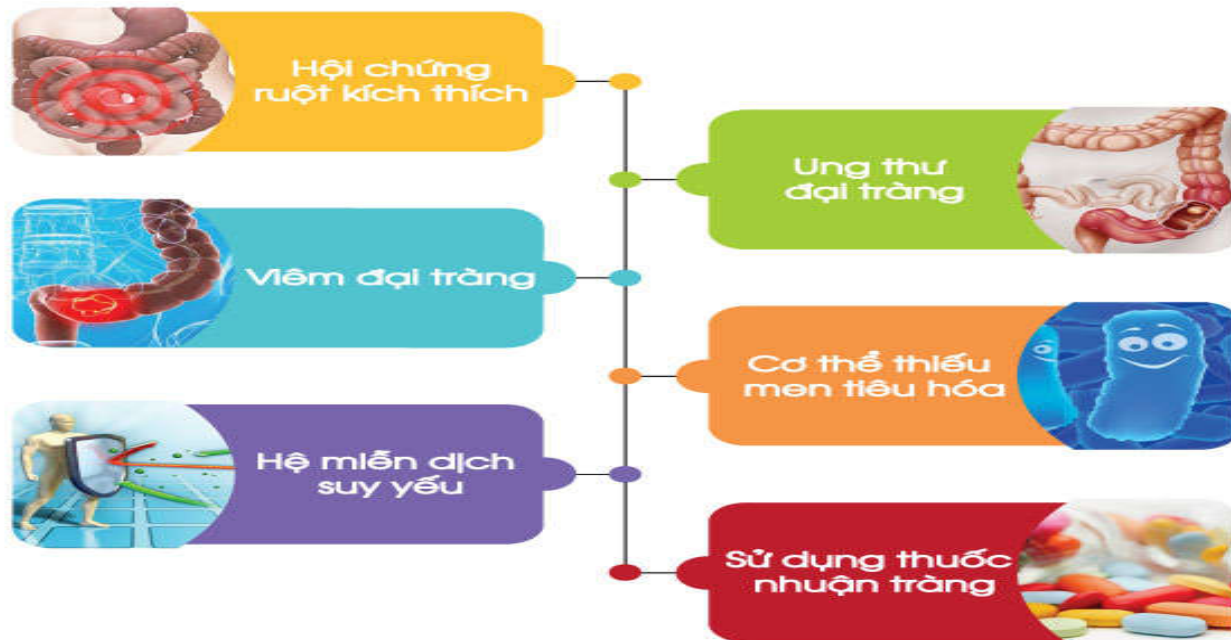 Hội chứng
ruột kích thích
Ung thư
đại tràng
Viêm đại tràng
Cơ thể thiếu
men tiêu hóa
Hệ miễn dịch
suy yếu
Sử dụng thuốc
nhuận tràng